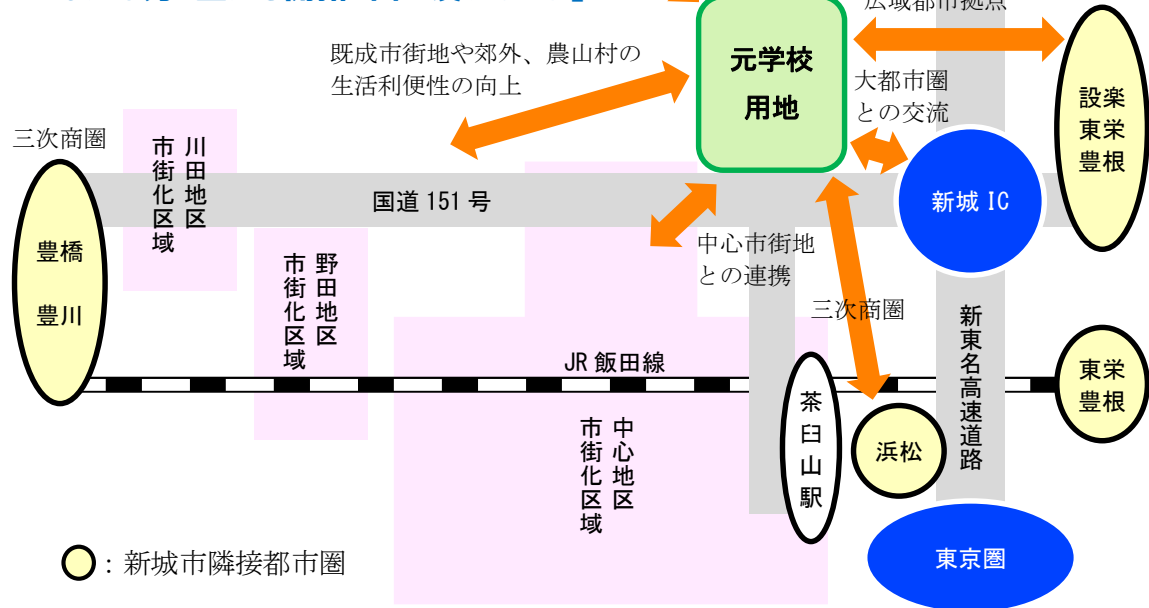 広域都市拠点
既成市街地や郊外、農山村の
生活利便性の向上
元学校
用地
大都市圏
との交流
設楽
東栄
豊根
三次商圏
川田地区
市街化区域
国道 151 号
新城 IC
豊橋
豊川
野田地区
市街化区域
中心市街地
との連携
三次商圏
新東名高速道路
JR 飯田線
東栄
豊根
茶臼山駅
浜松
中心地区
市街化区域
東京圏
：新城市隣接都市圏